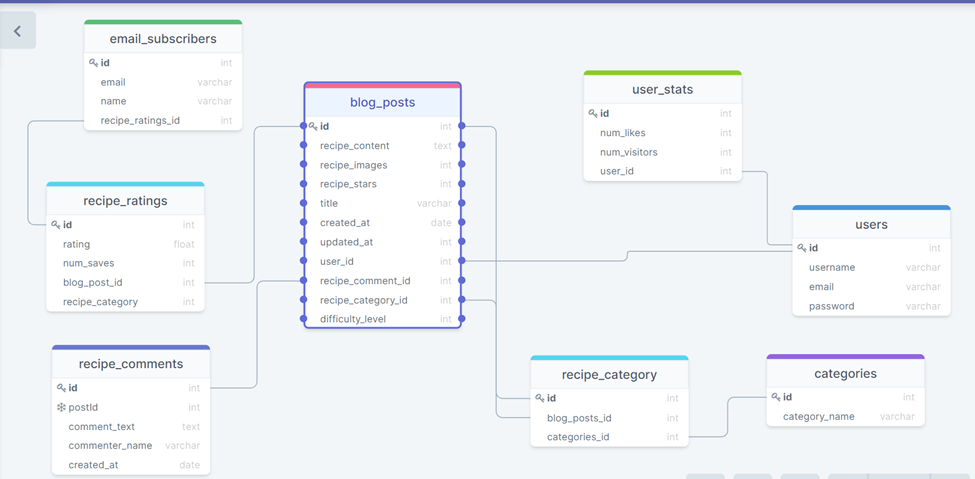 email_subscribers
id int
email varchar
name varchar
recipe_ratings_id int
blog_posts
id int
recipe_content text
recipe_images int
recipe_stars int
title varchar
created_at date
updated_at int
user_id int
recipe_comment_id int
recipe_category_id int
difficulty_level int
user_stats
id int
num_likes int
num_visitors int
user_id int
recipe_ratings
id int
rating float
num_saves int
blog_post_id int
recipe_category int
users
id int
username varchar
email varchar
password varchar
recipe_comments
id int
postId int
comment_text text
commenter_name varchar
created_at date
recipe_category
id int
blog_posts_id int
categories_id int
categories
id int
category_name varchar